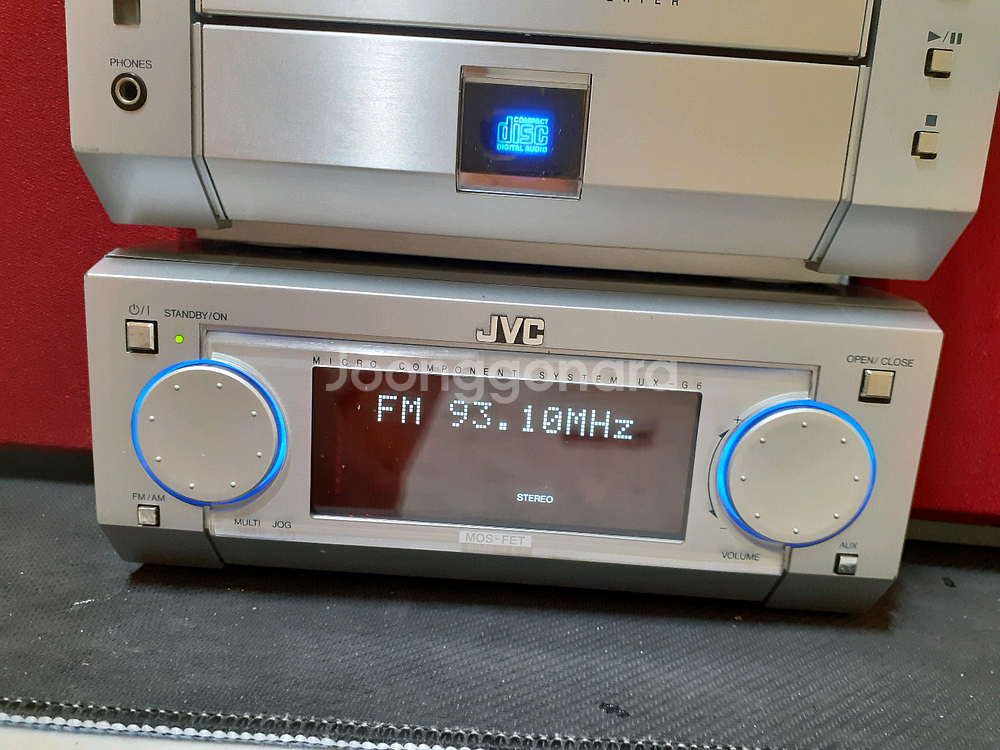 PHONES
▶/▮▮
■
COMPACT
disc
DIGITAL AUDIO
⏻/I STANDBY/ON
JVC
OPEN/CLOSE
MICRO COMPONENT SYSTEM UX-G6
Joonggonara
FM 93.10MHz
+
STEREO
-
FM/AM
MULTI JOG
MOS-FET
VOLUME
AUX